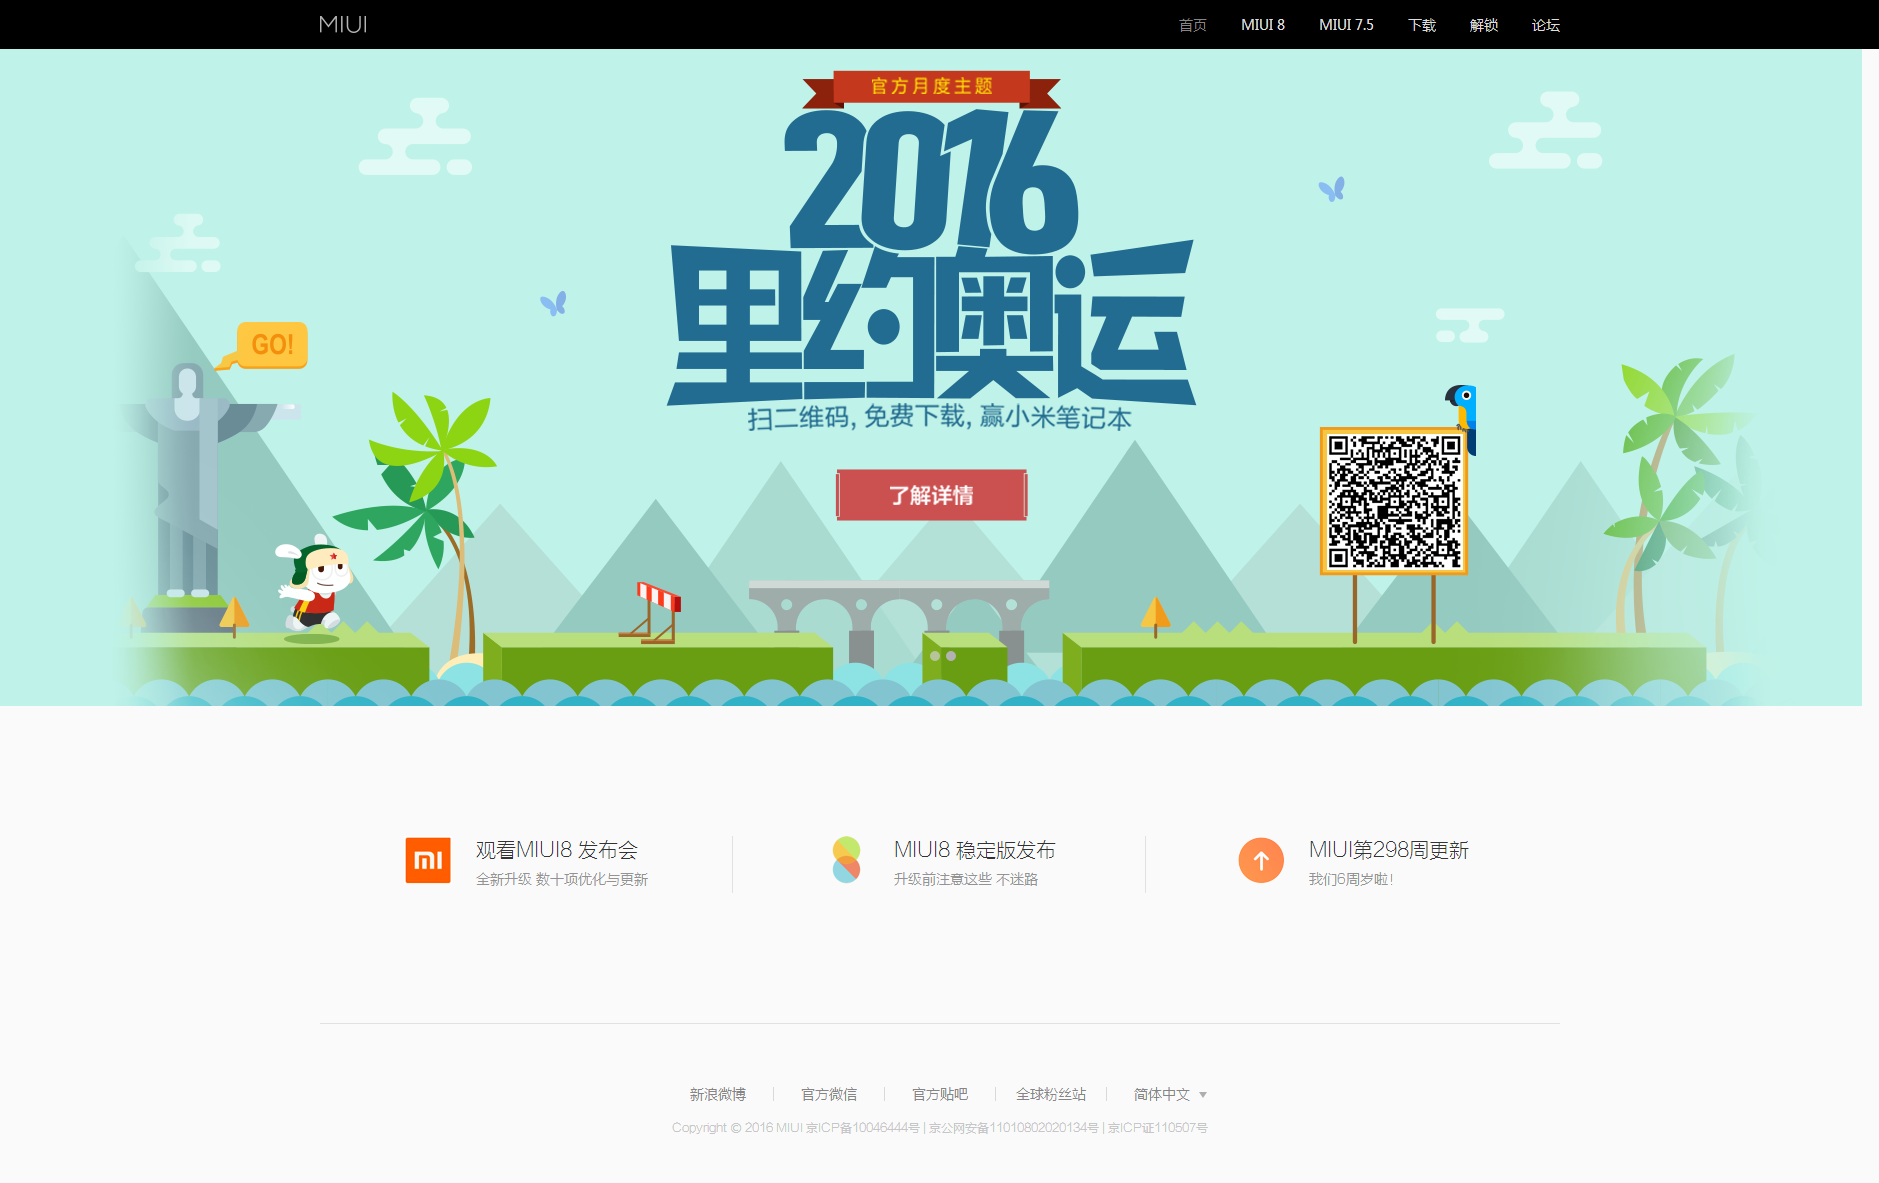 MIUI
首页 MIUI 8 MIUI 7.5 下载 解锁 论坛
官方月度主题
2016
里约奥运
扫二维码, 免费下载, 赢小米笔记本
GO!
了解详情
观看MIUI8 发布会
全新升级 数十项优化与更新
MIUI8 稳定版发布
升级前注意这些 不迷路
MIUI第298周更新
我们6周岁啦!
新浪微博 官方微信 官方贴吧 全球粉丝站 简体中文
Copyright © 2016 MIUI 京ICP备10046444号 | 京公网安备11010802020134号 | 京ICP证110507号